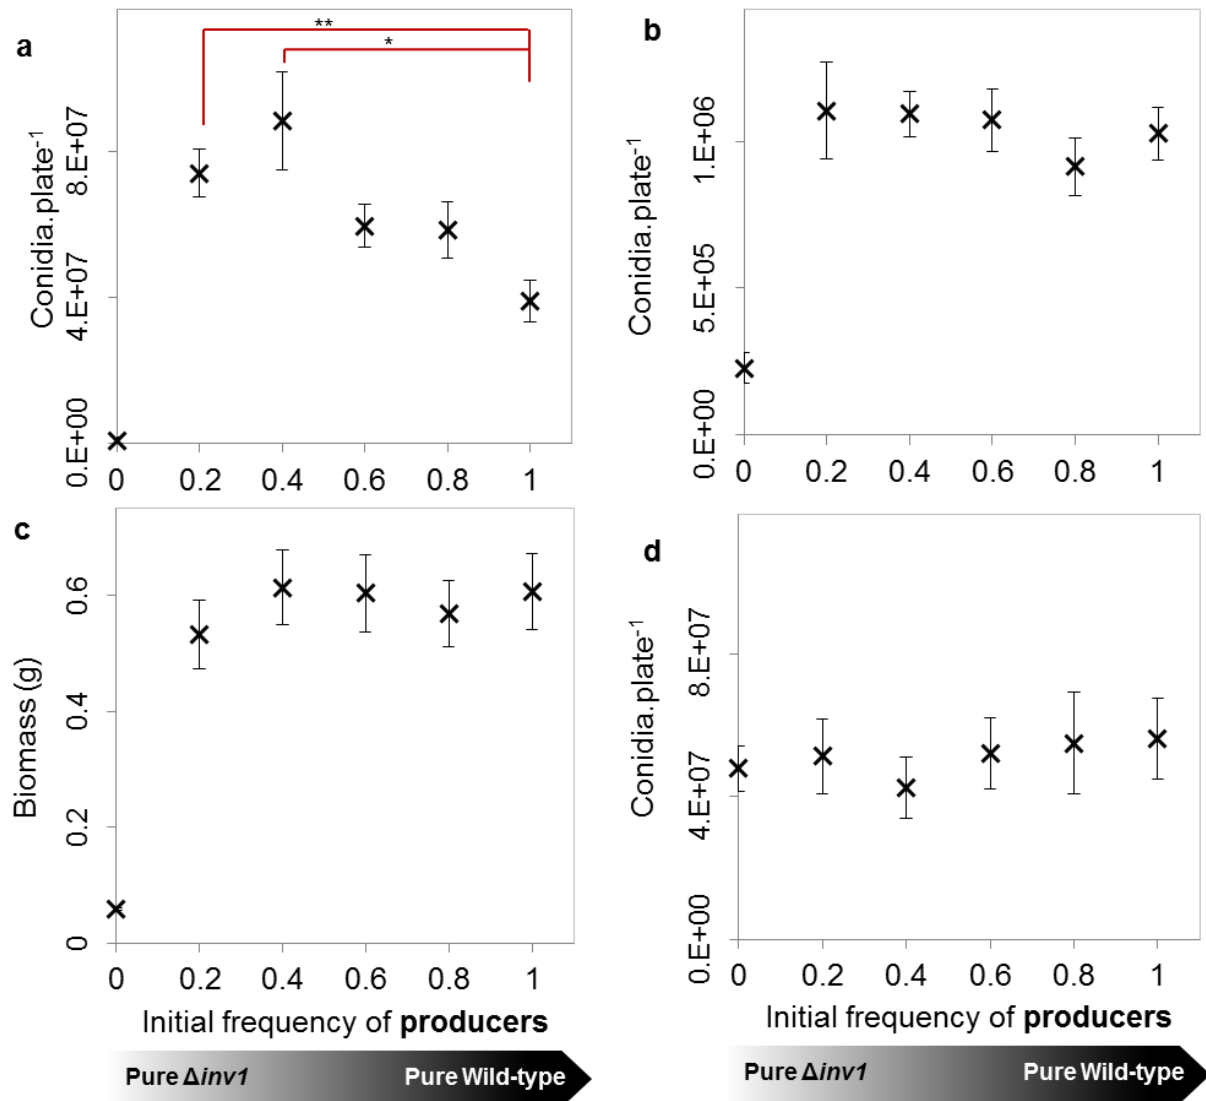 a
**
*
Conidia.plate-1
0.E+00 4.E+07 8.E+07
0 0.2 0.4 0.6 0.8 1
b
Conidia.plate-1
0.E+00 5.E+05 1.E+06
0 0.2 0.4 0.6 0.8 1
c
Biomass (g)
0 0.2 0.4 0.6
0 0.2 0.4 0.6 0.8 1
Initial frequency of producers
Pure Δinv1 Pure Wild-type
d
Conidia.plate-1
0.E+00 4.E+07 8.E+07
0 0.2 0.4 0.6 0.8 1
Initial frequency of producers
Pure Δinv1 Pure Wild-type